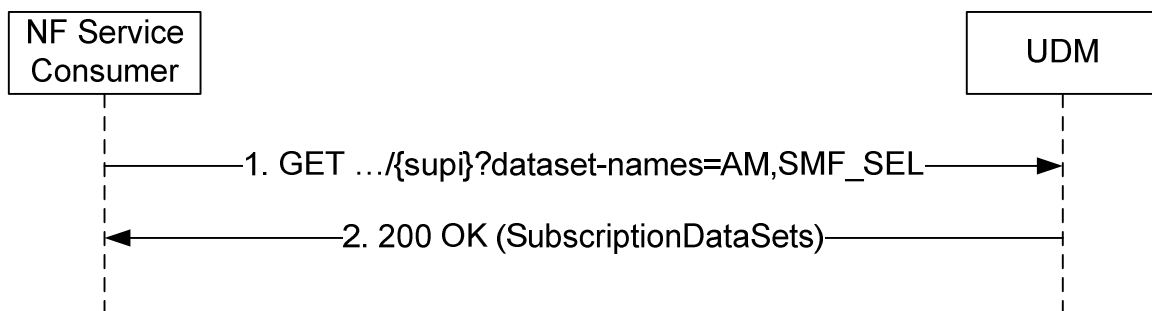 NF Service
Consumer
UDM
1. GET …/{supi}?dataset-names=AM,SMF_SEL
2. 200 OK (SubscriptionDataSets)